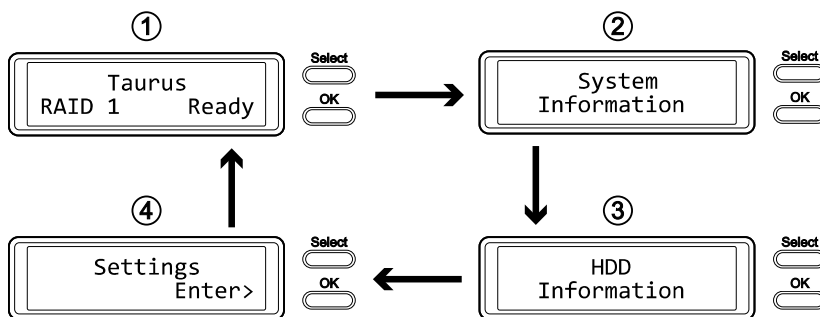 ①
Taurus
RAID 1 Ready
Select
OK
②
System
Information
Select
OK
④
Settings
Enter>
Select
OK
③
HDD
Information
Select
OK